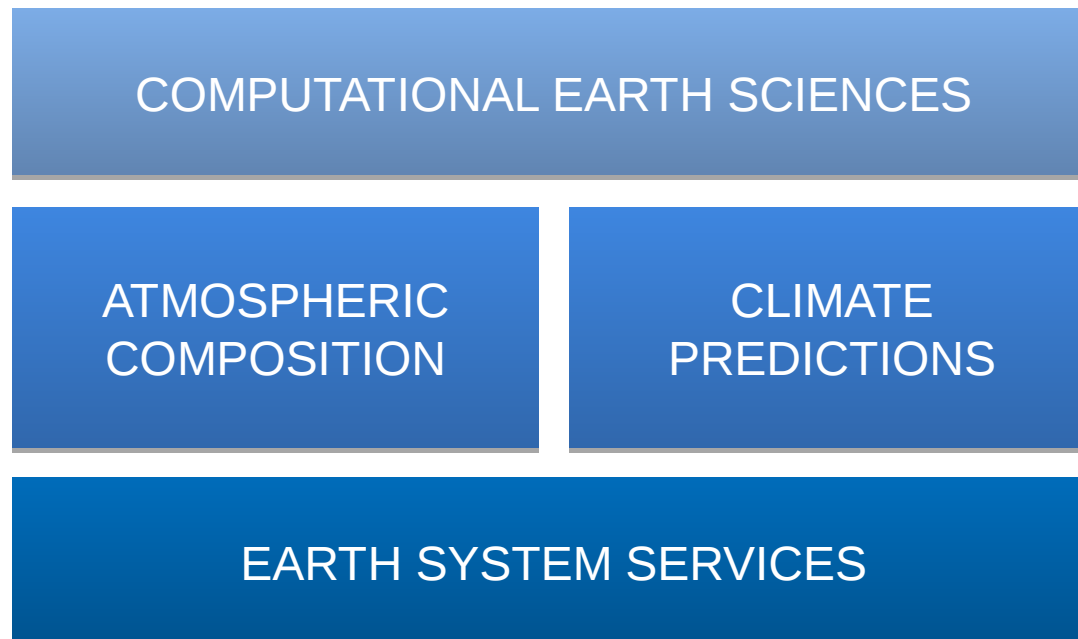 COMPUTATIONAL EARTH SCIENCES
ATMOSPHERIC
COMPOSITION
CLIMATE
PREDICTIONS
EARTH SYSTEM SERVICES